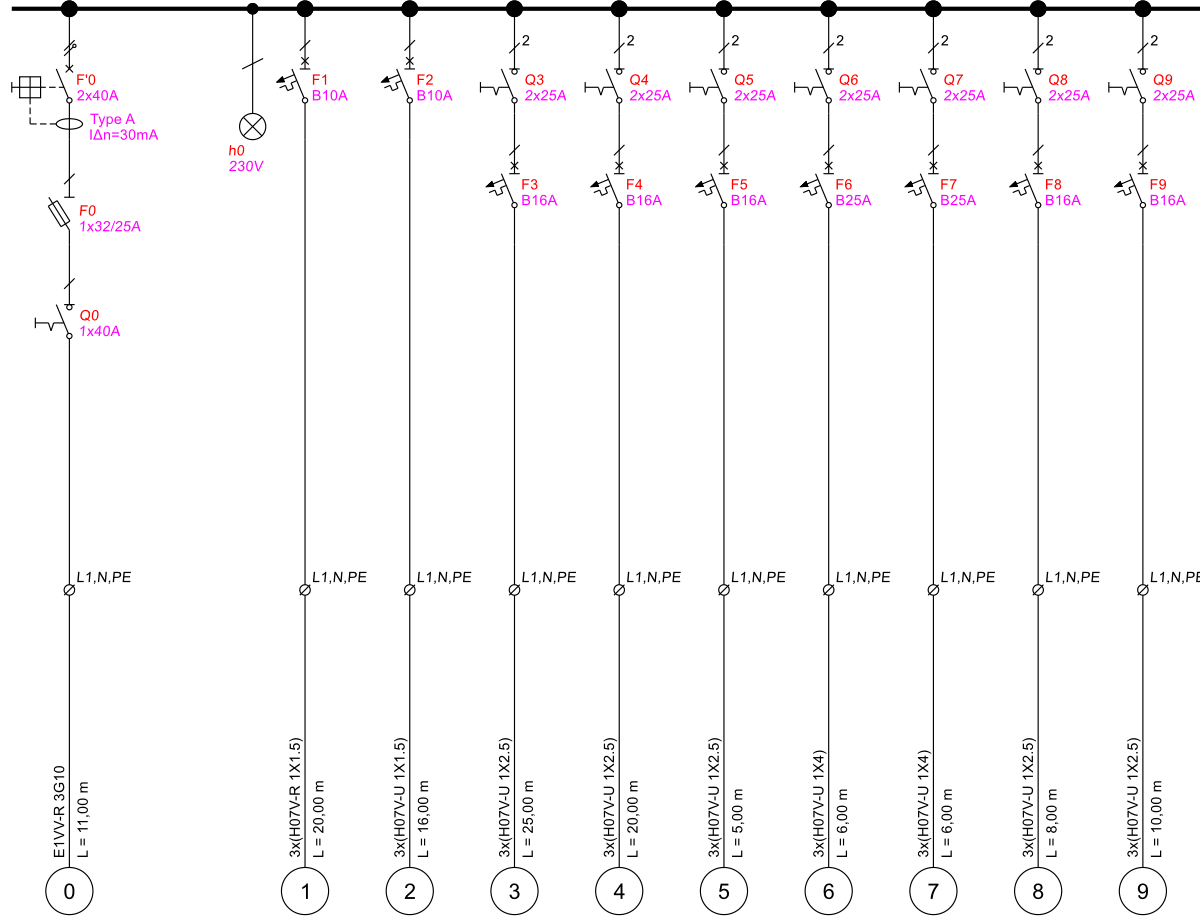 2
2
2
2
2
2
2
F'0
2x40A
F1
B10A
F2
B10A
Q3
2x25A
Q4
2x25A
Q5
2x25A
Q6
2x25A
Q7
2x25A
Q8
2x25A
Q9
2x25A
Type A
IΔn=30mA
h0
230V
F0
1x32/25A
F3
B16A
F4
B16A
F5
B16A
F6
B25A
F7
B25A
F8
B16A
F9
B16A
Q0
1x40A
L1,N,PE
L1,N,PE
L1,N,PE
L1,N,PE
L1,N,PE
L1,N,PE
L1,N,PE
L1,N,PE
L1,N,PE
L1,N,PE
E1VV-R 3G10
L = 11,00 m
3x(H07V-R 1X1.5)
L = 20,00 m
3x(H07V-U 1X1.5)
L = 16,00 m
3x(H07V-U 1X2.5)
L = 25,00 m
3x(H07V-U 1X2.5)
L = 20,00 m
3x(H07V-U 1X2.5)
L = 5,00 m
3x(H07V-U 1X4)
L = 6,00 m
3x(H07V-U 1X4)
L = 6,00 m
3x(H07V-U 1X2.5)
L = 8,00 m
3x(H07V-U 1X2.5)
L = 10,00 m
0
1
2
3
4
5
6
7
8
9